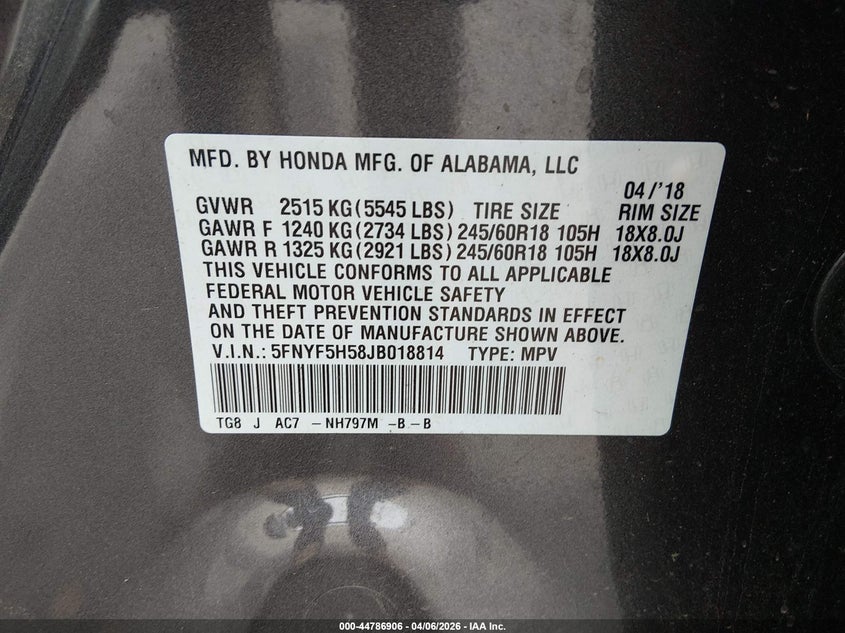 MFD. BY HONDA MFG. OF ALABAMA, LLC
04/'18
GVWR 2515 KG(5545 LBS) TIRE SIZE RIM SIZE
GAWR F 1240 KG(2734 LBS) 245/60R18 105H 18X8.0J
GAWR R 1325 KG(2921 LBS) 245/60R18 105H 18X8.0J
THIS VEHICLE CONFORMS TO ALL APPLICABLE
FEDERAL MOTOR VEHICLE SAFETY
AND THEFT PREVENTION STANDARDS IN EFFECT
ON THE DATE OF MANUFACTURE SHOWN ABOVE.
V.I.N.: 5FNYF5H58JB018814 TYPE: MPV
TG8 J AC7 -NH797M -B-B
000-44786906 - 04/06/2026 - IAA Inc.